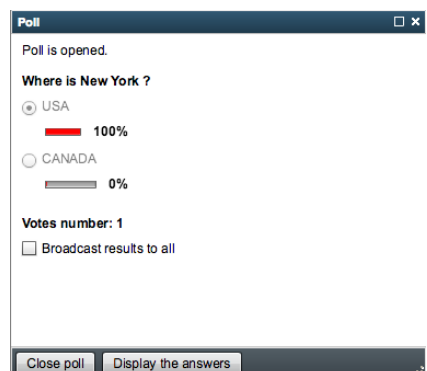 Poll
Poll is opened.
Where is New York ?
USA
100%
CANADA
0%
Votes number: 1
Broadcast results to all
Close poll Display the answers